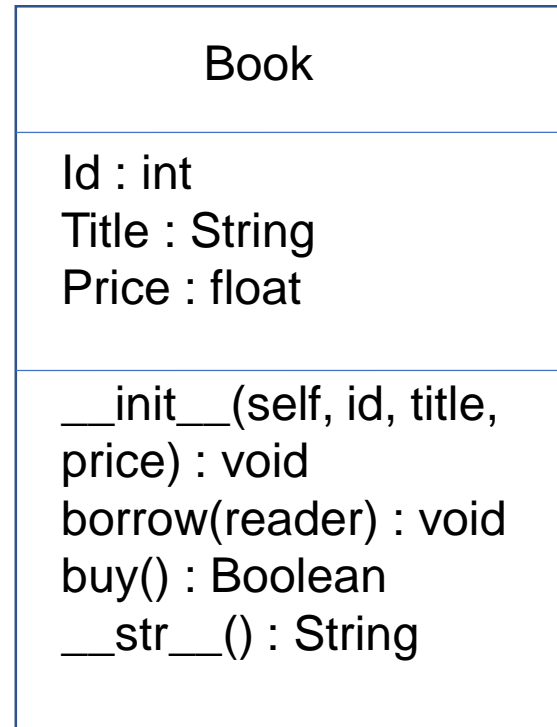 Book
Id : int
Title : String
Price : float
__init__(self, id, title,
price) : void
borrow(reader) : void
buy() : Boolean
__str__() : String